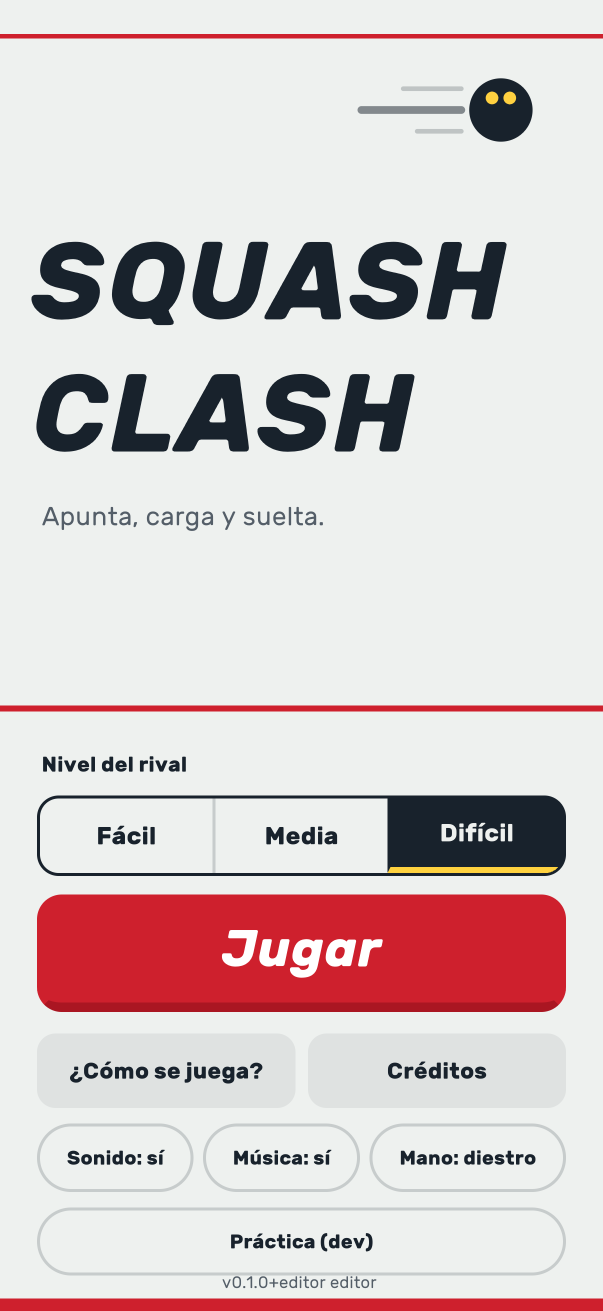 SQUASH
CLASH
Apunta, carga y suelta.
Nivel del rival
Fácil Media Difícil
Jugar
¿Cómo se juega? Créditos
Sonido: sí Música: sí Mano: diestro
Práctica (dev)
v0.1.0+editor editor